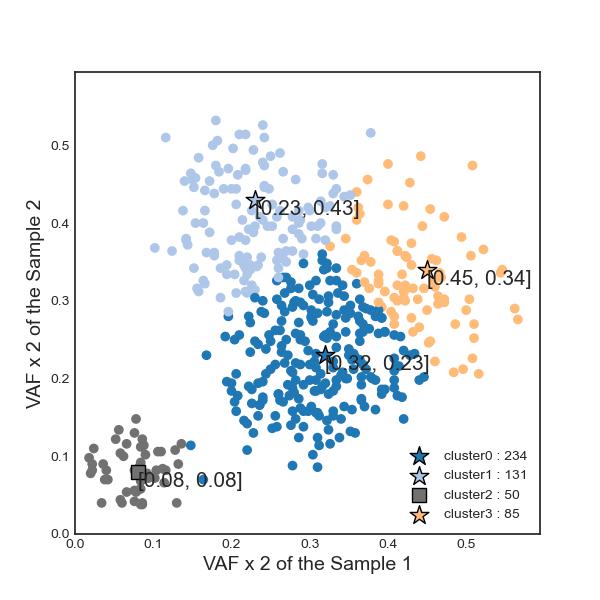 0.5
0.4
0.3
0.2
0.1
0.0
VAF x 2 of the Sample 2
[0.23, 0.43]
[0.45, 0.34]
[0.32, 0.23]
[0.08, 0.08]
cluster0 : 234
cluster1 : 131
cluster2 : 50
cluster3 : 85
0.0 0.1 0.2 0.3 0.4 0.5
VAF x 2 of the Sample 1